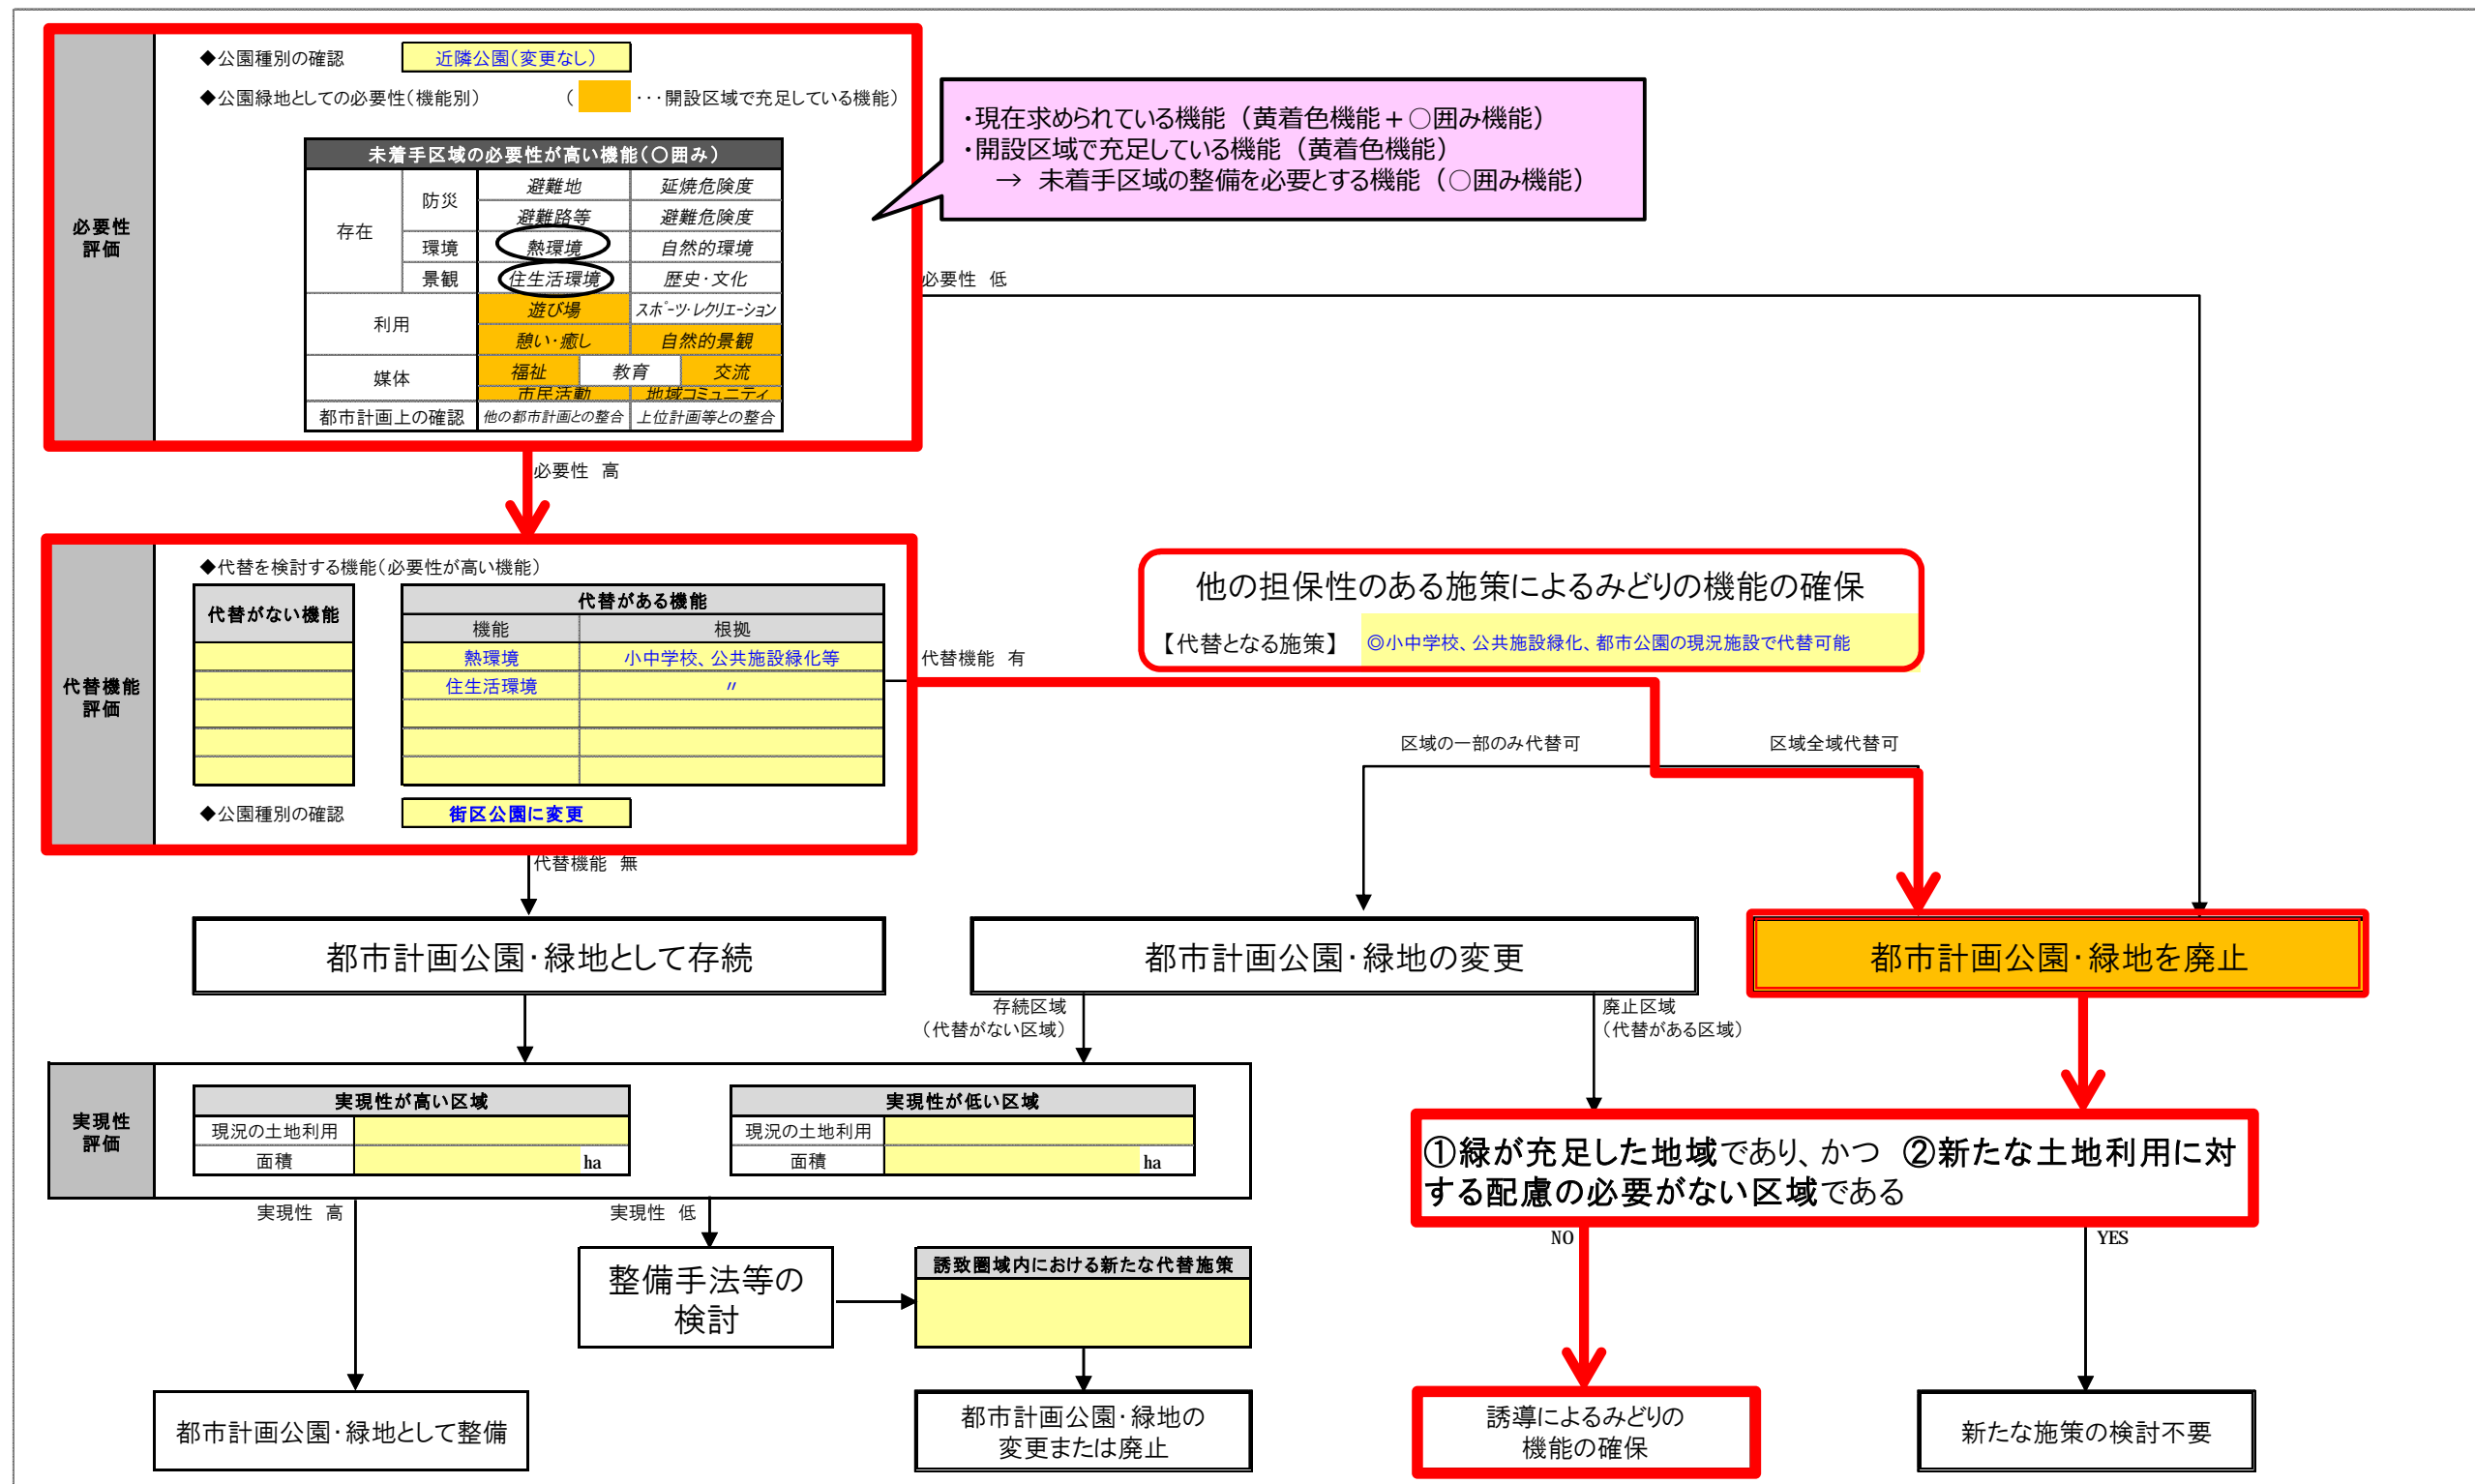 ◆公園種別の確認 近隣公園(変更なし)
◆公園緑地としての必要性(機能別) ( ・・・開設区域で充足している機能)
・現在求められている機能(黄着色機能+○囲み機能)
・開設区域で充足している機能(黄着色機能)
→ 未着手区域の整備を必要とする機能(○囲み機能)
必要性
評価
未着手区域の必要性が高い機能(○囲み)
存在 防災 避難地 延焼危険度
避難路等 避難危険度
環境 熱環境 自然的環境
景観 住生活環境 歴史・文化
利用 遊び場 スポーツ・レクリエーション
憩い・癒し 自然的景観
媒体 福祉 教育 交流
市民活動 地域コミュニティ
都市計画上の確認 他の都市計画との整合 上位計画等との整合
必要性 低
必要性 高
代替機能
評価
◆代替を検討する機能(必要性が高い機能)
代替がない機能
代替がある機能
機能 根拠
熱環境 小中学校、公共施設緑化等
住生活環境 〃
◆公園種別の確認 街区公園に変更
代替機能 有
他の担保性のある施策によるみどりの機能の確保
【代替となる施策】 ◎小中学校、公共施設緑化、都市公園の現況施設で代替可能
区域の一部のみ代替可 区域全域代替可
代替機能 無
都市計画公園・緑地として存続
都市計画公園・緑地の変更
都市計画公園・緑地を廃止
存続区域
(代替がない区域)
廃止区域
(代替がある区域)
実現性
評価
実現性が高い区域
現況の土地利用
面積 ha
実現性が低い区域
現況の土地利用
面積 ha
①緑が充足した地域であり、かつ ②新たな土地利用に対
する配慮の必要がない区域である
実現性 高
実現性 低
NO
YES
整備手法等の
検討
誘致圏域内における新たな代替施策
都市計画公園・緑地として整備
都市計画公園・緑地の
変更または廃止
誘導によるみどりの
機能の確保
新たな施策の検討不要